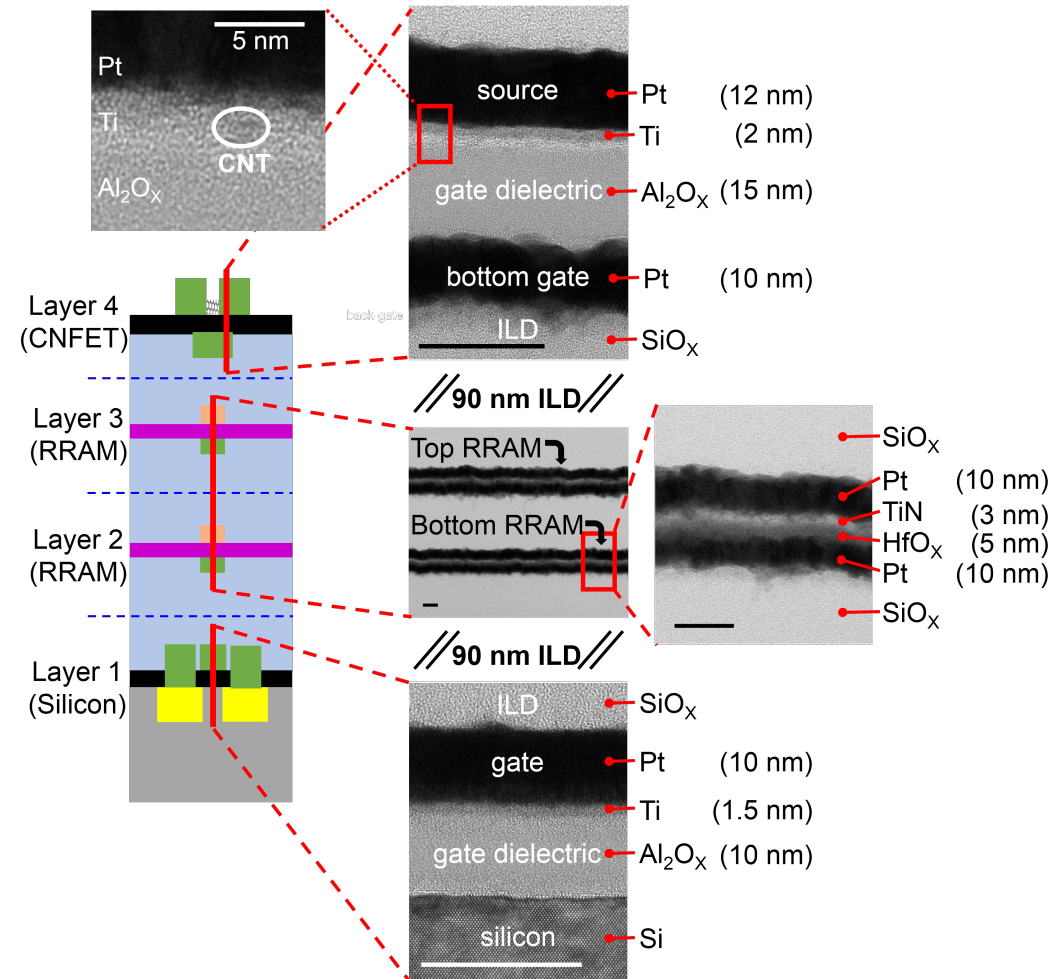 5 nm
Pt
Ti
CNT
Al₂Oₓ
source
Pt (12 nm)
Ti (2 nm)
gate dielectric
Al₂Oₓ (15 nm)
bottom gate
Pt (10 nm)
back-gate
ILD
SiOₓ
Layer 4
(CNFET)
Layer 3
(RRAM)
Layer 2
(RRAM)
Layer 1
(Silicon)
90 nm ILD
Top RRAM
Bottom RRAM
SiOₓ
Pt (10 nm)
TiN (3 nm)
HfOₓ (5 nm)
Pt (10 nm)
SiOₓ
90 nm ILD
ILD
SiOₓ
gate
Pt (10 nm)
Ti (1.5 nm)
gate dielectric
Al₂Oₓ (10 nm)
silicon
Si